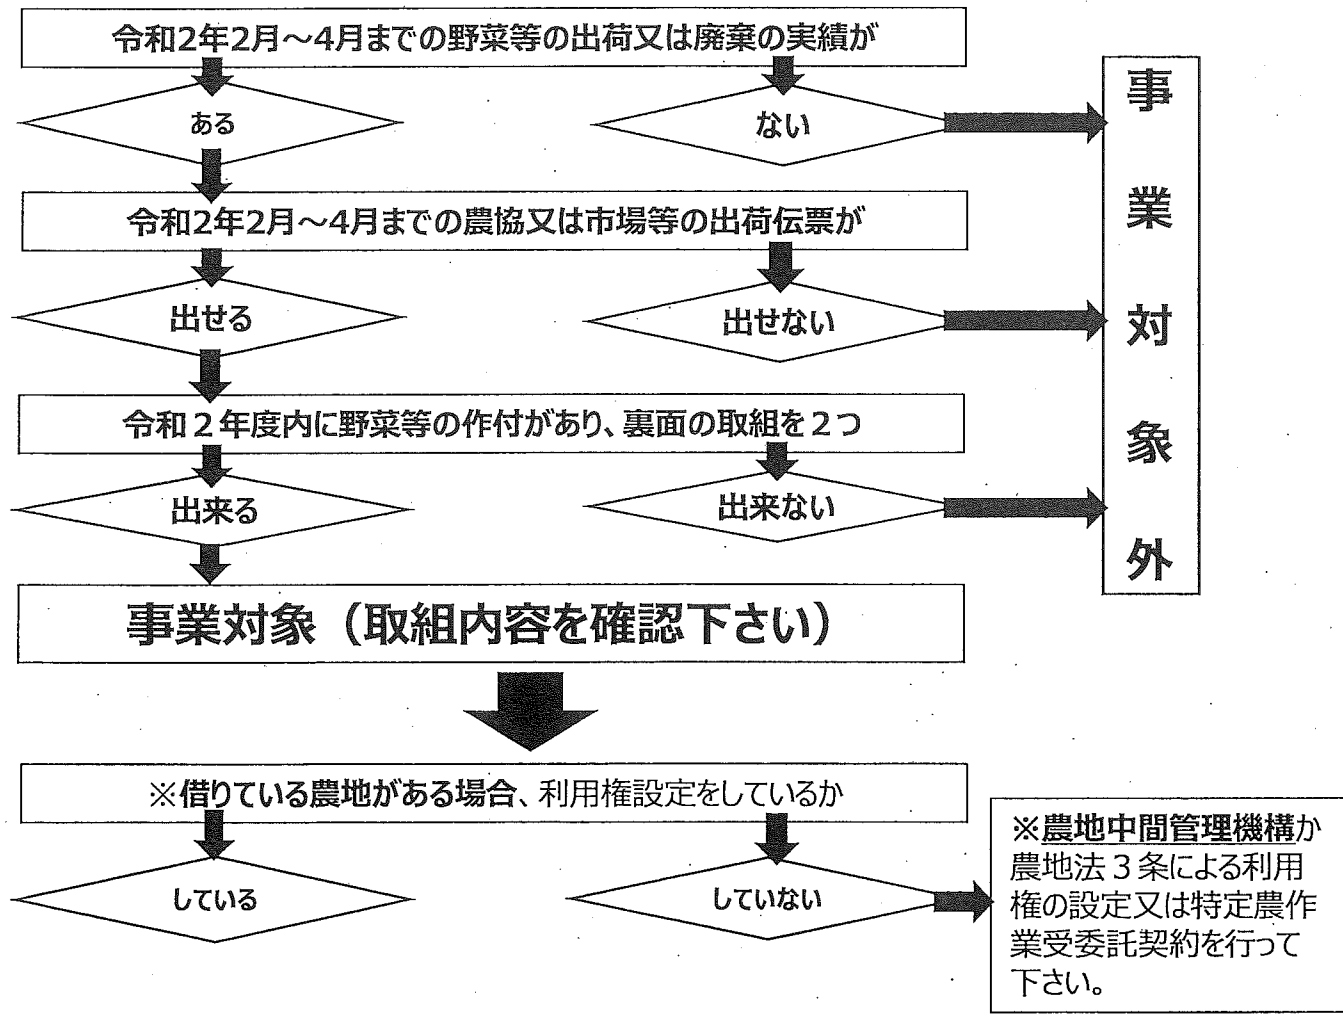 令和2年2月～4月までの野菜等の出荷又は廃棄の実績が
ある
ない
令和2年2月～4月までの農協又は市場等の出荷伝票が
出せる
出せない
令和２年度内に野菜等の作付があり、裏面の取組を２つ
出来る
出来ない
事業対象外
事業対象（取組内容を確認下さい）
※借りている農地がある場合、利用権設定をしているか
している
していない
※農地中間管理機構か
農地法３条による利用
権の設定又は特定農作
業受委託契約を行って
下さい。